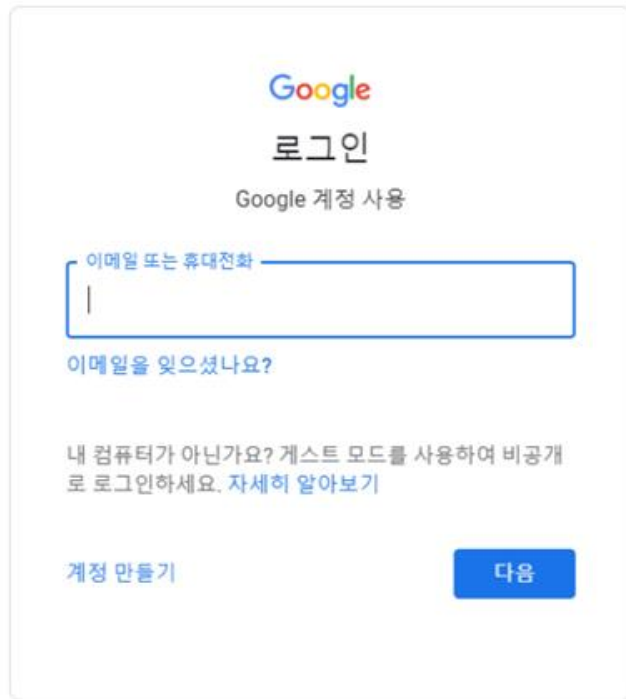 Google
로그인
Google 계정 사용
이메일 또는 휴대전화
이메일을 잊으셨나요?
내 컴퓨터가 아닌가요? 게스트 모드를 사용하여 비공개
로 로그인하세요. 자세히 알아보기
계정 만들기
다음